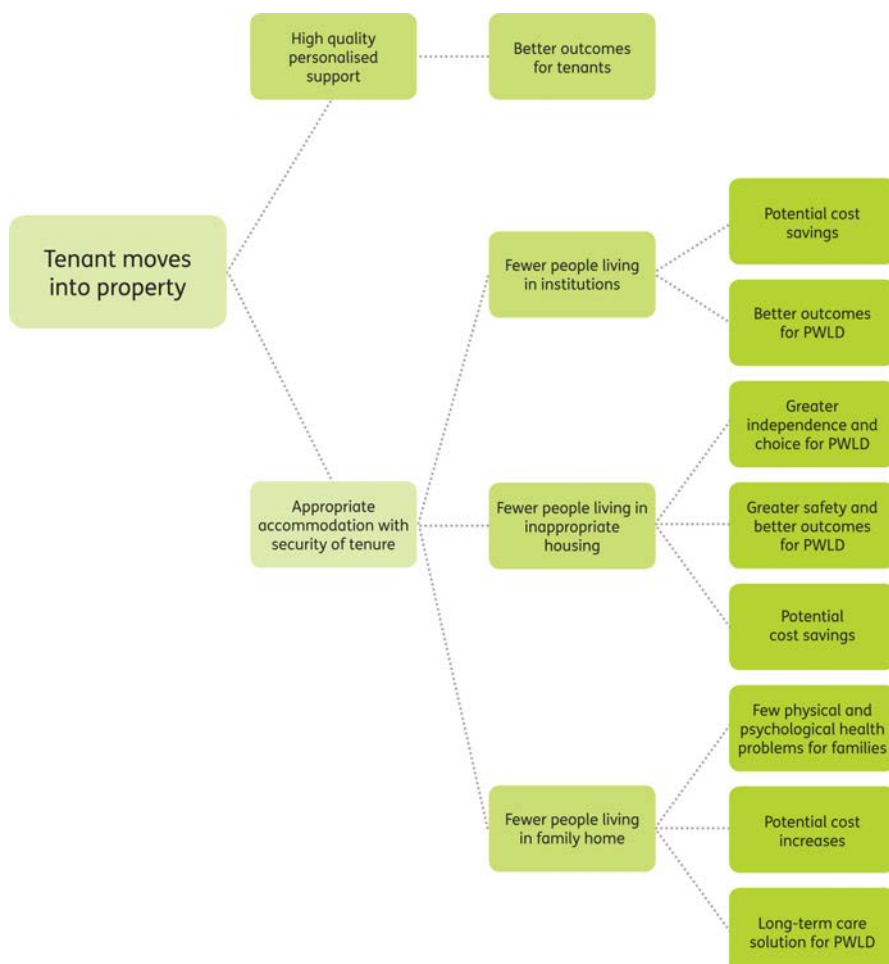 High quality
personalised
support
Better outcomes
for tenants
Tenant moves
into property
Potential cost
savings
Fewer people living
in institutions
Better outcomes
for PWLD
Greater
independence and
choice for PWLD
Appropriate
accommodation with
security of tenure
Fewer people living in
inappropriate
housing
Greater safety and
better outcomes
for PWLD
Potential
cost savings
Few physical and
psychological health
problems for families
Fewer people living
in family home
Potential cost
increases
Long-term care
solution for PWLD